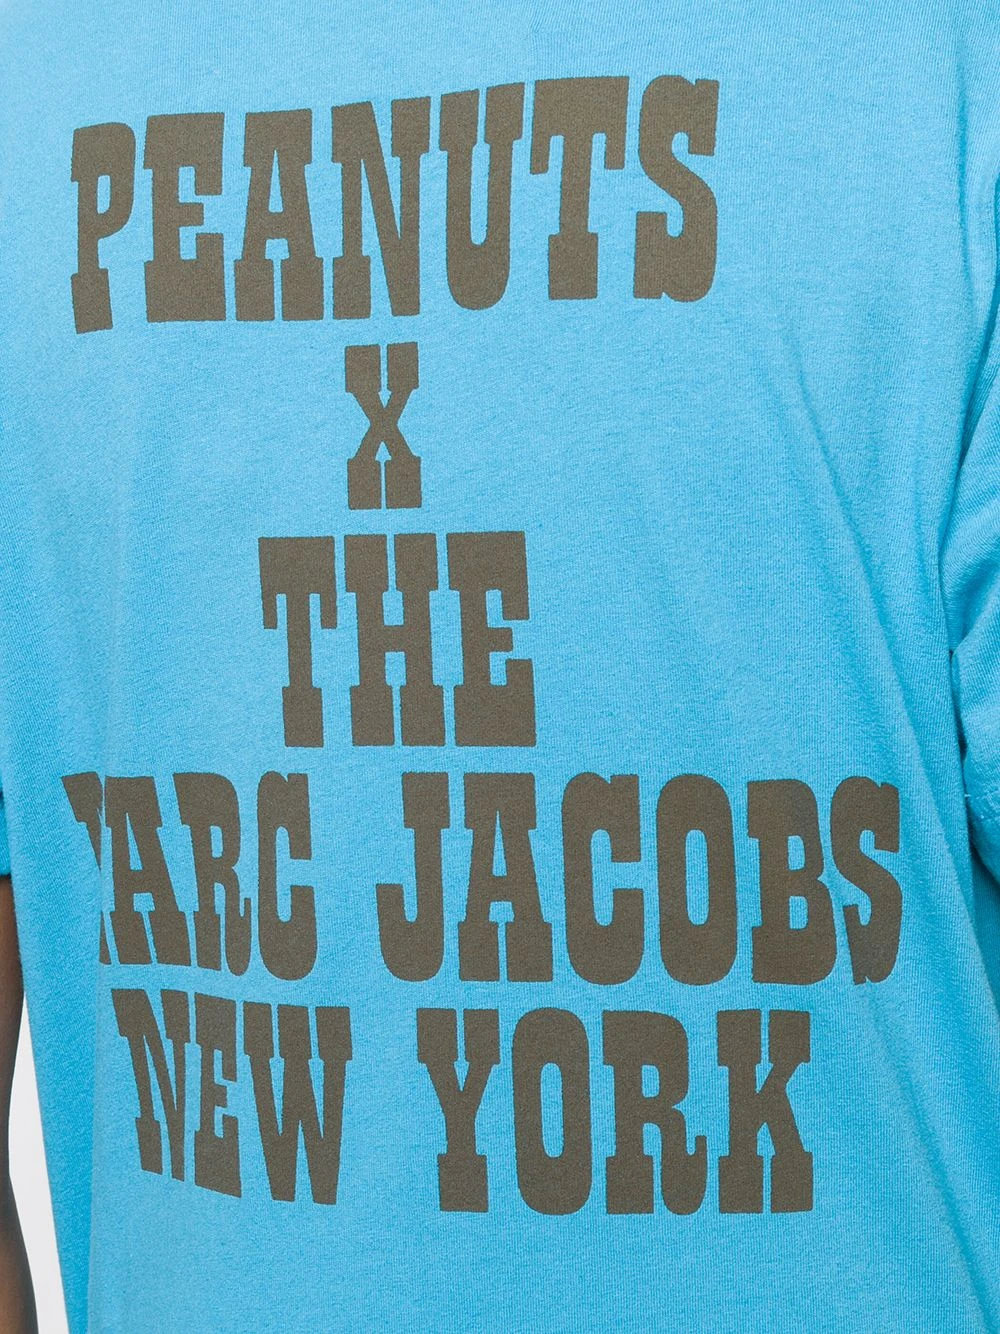 PEANUTS
X
THE
MARC JACOBS
NEW YORK